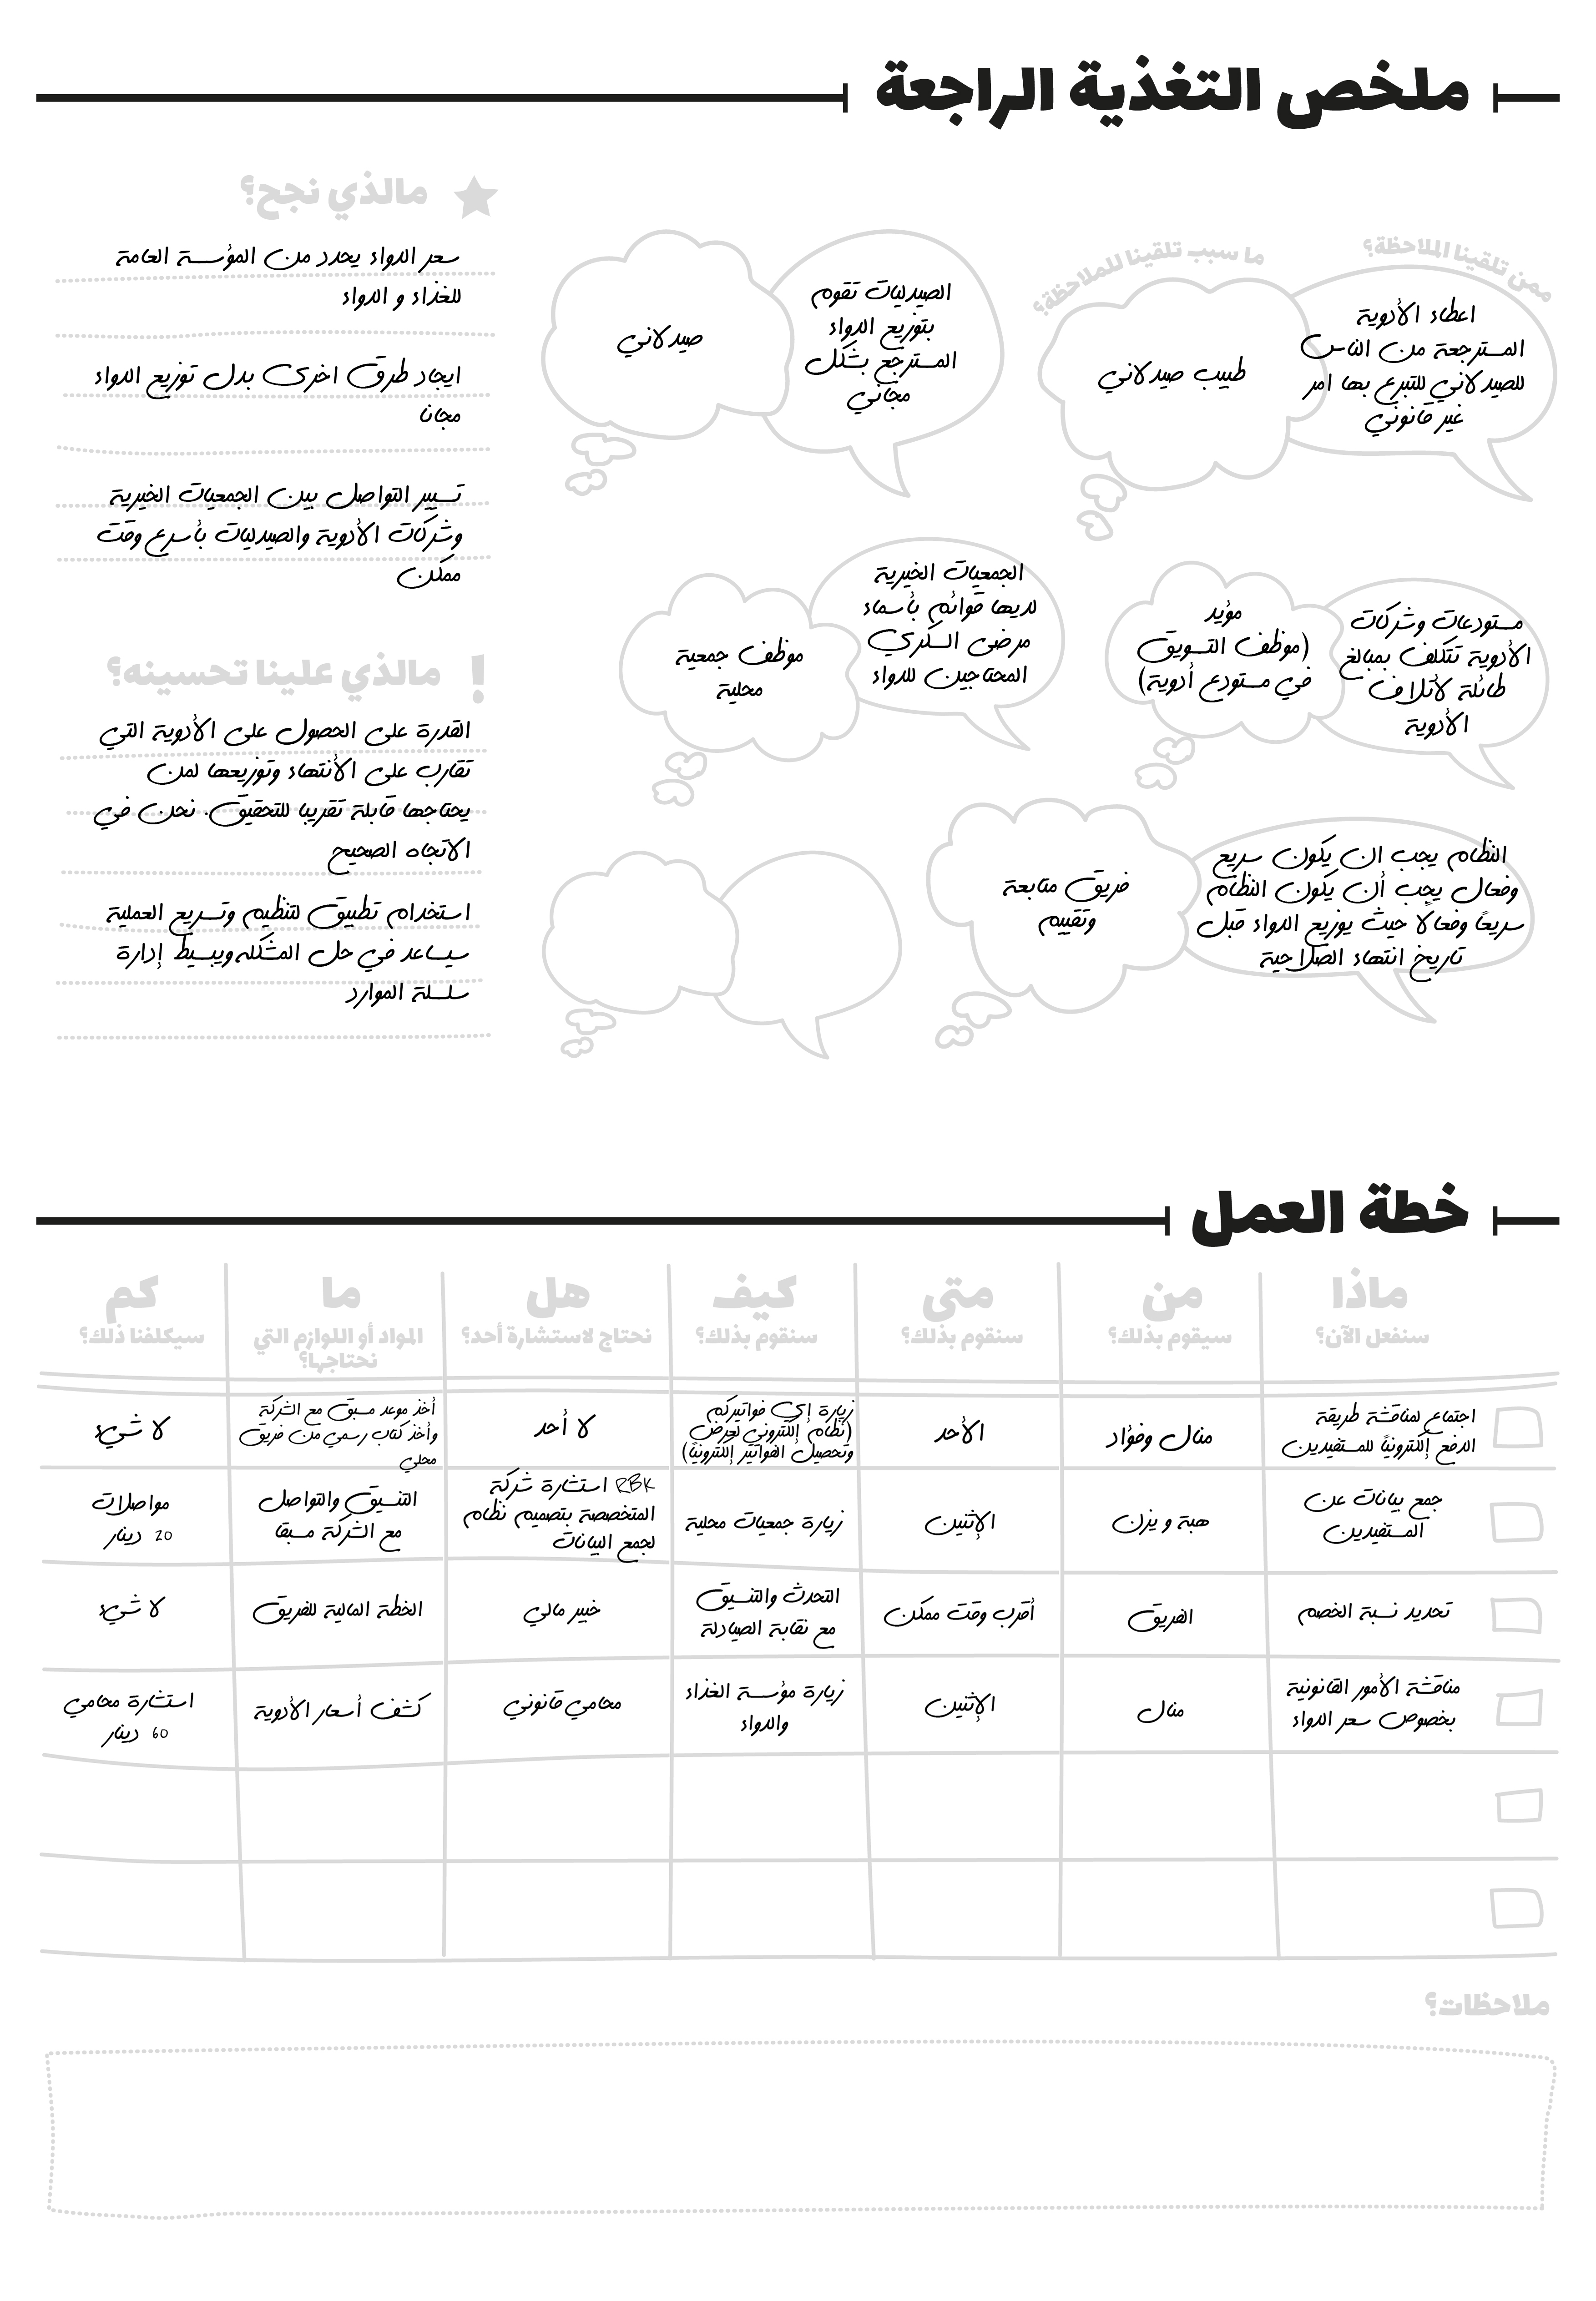 ملخص التغذية الراجعة
ممن تلقينا الملاحظة؟
ما سبب تلقينا للملاحظة؟
اعطاء الأدوية
المسترجعة من الناس
للصيدلاني للتبرع بها امر
غير قانوني
طبيب صيدلاني
الصيدليات تقوم
بتوزيع الدواء
المسترجع بشكل
مجاني
صيدلاني
مستودعات وشركات
الأدوية تتكلف بمبالغ
طائلة لأتلاف
الأدوية
مؤيد
(موظف التسويق
في مستودع أدوية)
الجمعيات الخيرية
لديها قوائم بأسماء
مرضى السكري
المحتاجين للدواء
موظف جمعية
محلية
النظام يجب ان يكون سريع
وفعال يجب أن يكون النظام
سريعًا وفعالًا حيث يوزيع الدواء قبل
تاريخ انتهاء الصلاحية
فريق متابعة
وتقييم
مالذي نجح؟
سعر الدواء يحدد من المؤسسة العامة
للغذاء و الدواء
ايجاد طرق اخرى بدل توزيع الدواء
مجانا
تسيير التواصل بين الجمعيات الخيرية
وشركات الأدوية والصيدليات بأسرع وقت
ممكن
مالذي علينا تحسينه؟
القدرة على الحصول على الأدوية التي
تقارب على الأنتهاء وتوزيعها لمن
يحتاجها قابلة تقريبا للتحقيق. نحن في
الاتجاه الصحيح
استخدام تطبيق لتنظيم وتسريع العملية
سيساعد في حل المشكله ويبسيط إدارة
سلسلة الموارد
خطة العمل
ماذا
سنفعل الآن؟
من
سيقوم بذلك؟
متى
سنقوم بذلك؟
كيف
سنقوم بذلك؟
هل
نحتاج لاستشارة أحد؟
ما
المواد أو اللوازم التي
نحتاجها؟
كم
سيكلفنا ذلك؟
اجتماع لمناقشة طريقة
الدفع إلكترونيًا للمستفيدين
منال وفؤاد
الأحد
زيارة إي فواتيركم
(نظام إلكتروني لعرض
وتحصيل الفواتير إلكترونيًا)
لا أحد
أخذ موعد مسبق مع الشركة
وأخذ كتاب رسمي من فريق
محلي
لا شيء
جمع بيانات عن
المستفيدين
هبة و يزن
الإثنين
زيارة جمعيات محلية
RBK استشارة شركة
المتخصصة بتصميم نظام
لجمع البيانات
التنسيق والتواصل
مع الشركة مسبقا
مواصلات
20 دينار
تحديد نسبة الخصم
الفريق
أقرب وقت ممكن
التحدث والتنسيق
مع نقابة الصيادلة
خبير مالي
الخطة المالية للفريق
لا شيء
مناقشة الأمور القانونية
بخصوص سعر الدواء
منال
الإثنين
زيارة مؤسسة الغذاء
والدواء
محامي قانوني
كشف أسعار الأدوية
استشارة محامي
60 دينار
ملاحظات؟